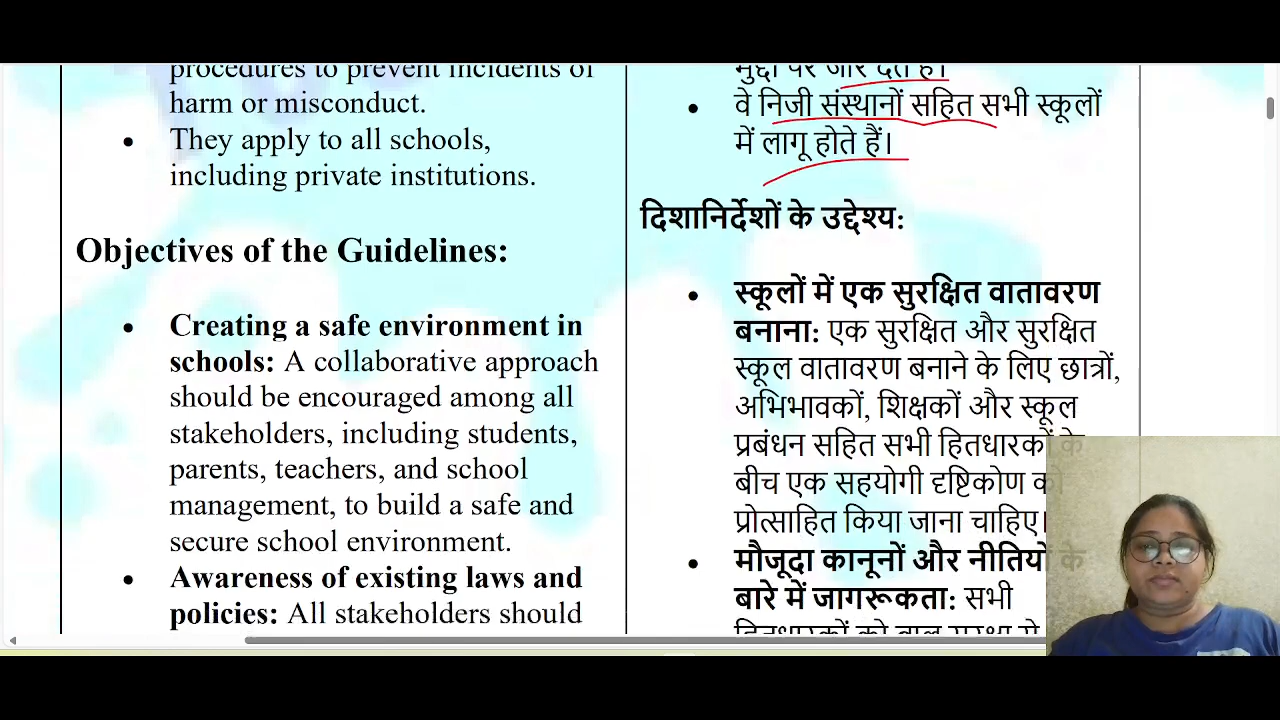 procedures to prevent incidents of
harm or misconduct.
They apply to all schools,
including private institutions.
Objectives of the Guidelines:
Creating a safe environment in
schools: A collaborative approach
should be encouraged among all
stakeholders, including students,
parents, teachers, and school
management, to build a safe and
secure school environment.
Awareness of existing laws and
policies: All stakeholders should
मुद्दों पर जोर देते हैं।
वे निजी संस्थानों सहित सभी स्कूलों
में लागू होते हैं।
दिशानिर्देशों के उद्देश्य:
स्कूलों में एक सुरक्षित वातावरण
बनाना: एक सुरक्षित और सुरक्षित
स्कूल वातावरण बनाने के लिए छात्रों,
अभिभावकों, शिक्षकों और स्कूल
प्रबंधन सहित सभी हितधारकों के
बीच एक सहयोगी दृष्टिकोण को
प्रोत्साहित किया जाना चाहिए।
मौजूदा कानूनों और नीतियों के
बारे में जागरूकता: सभी
हितधारकों को बाल सुरक्षा से